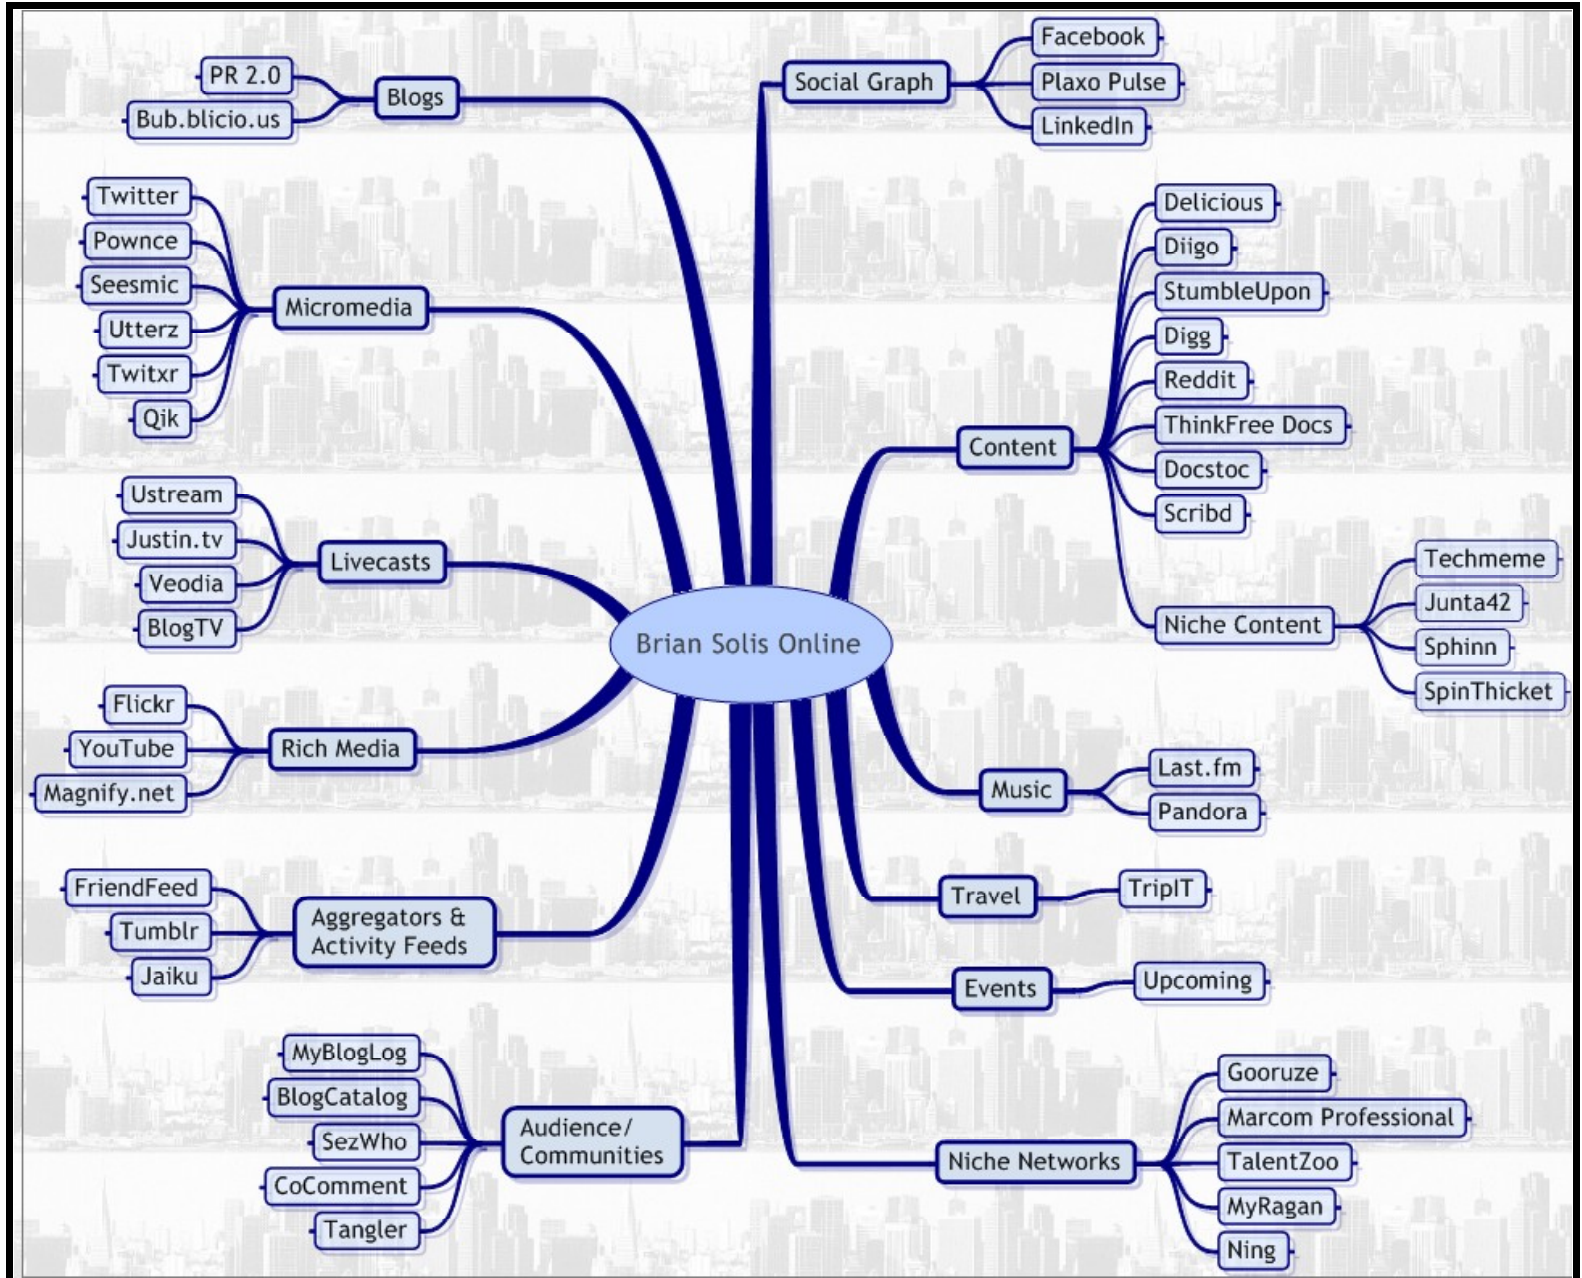 PR 2.0
Bub.blicio.us
Blogs
Twitter
Pownce
Seesmic
Utterz
Twitxr
Qik
Micromedia
Ustream
Justin.tv
Veodia
BlogTV
Livecasts
Flickr
YouTube
Magnify.net
Rich Media
FriendFeed
Tumblr
Jaiku
Aggregators &
Activity Feeds
MyBlogLog
BlogCatalog
SezWho
CoComment
Tangler
Audience/
Communities
Brian Solis Online
Social Graph
Facebook
Plaxo Pulse
LinkedIn
Content
Delicious
Diigo
StumbleUpon
Digg
Reddit
ThinkFree Docs
Docstoc
Scribd
Niche Content
Techmeme
Junta42
Sphinn
SpinThicket
Music
Last.fm
Pandora
Travel
TripIT
Events
Upcoming
Niche Networks
Gooruze
Marcom Professional
TalentZoo
MyRagan
Ning